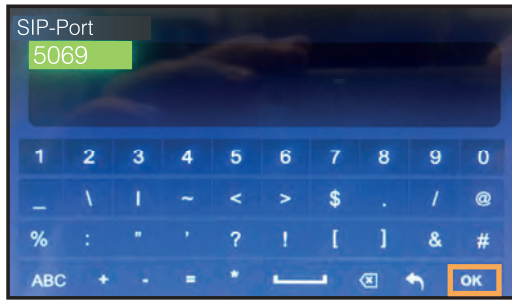 SIP-Port
5069
1 2 3 4 5 6 7 8 9 0
_ \ | ~ < > $ . / @
% : " ' ? ! [ ] & #
ABC + - = * OK